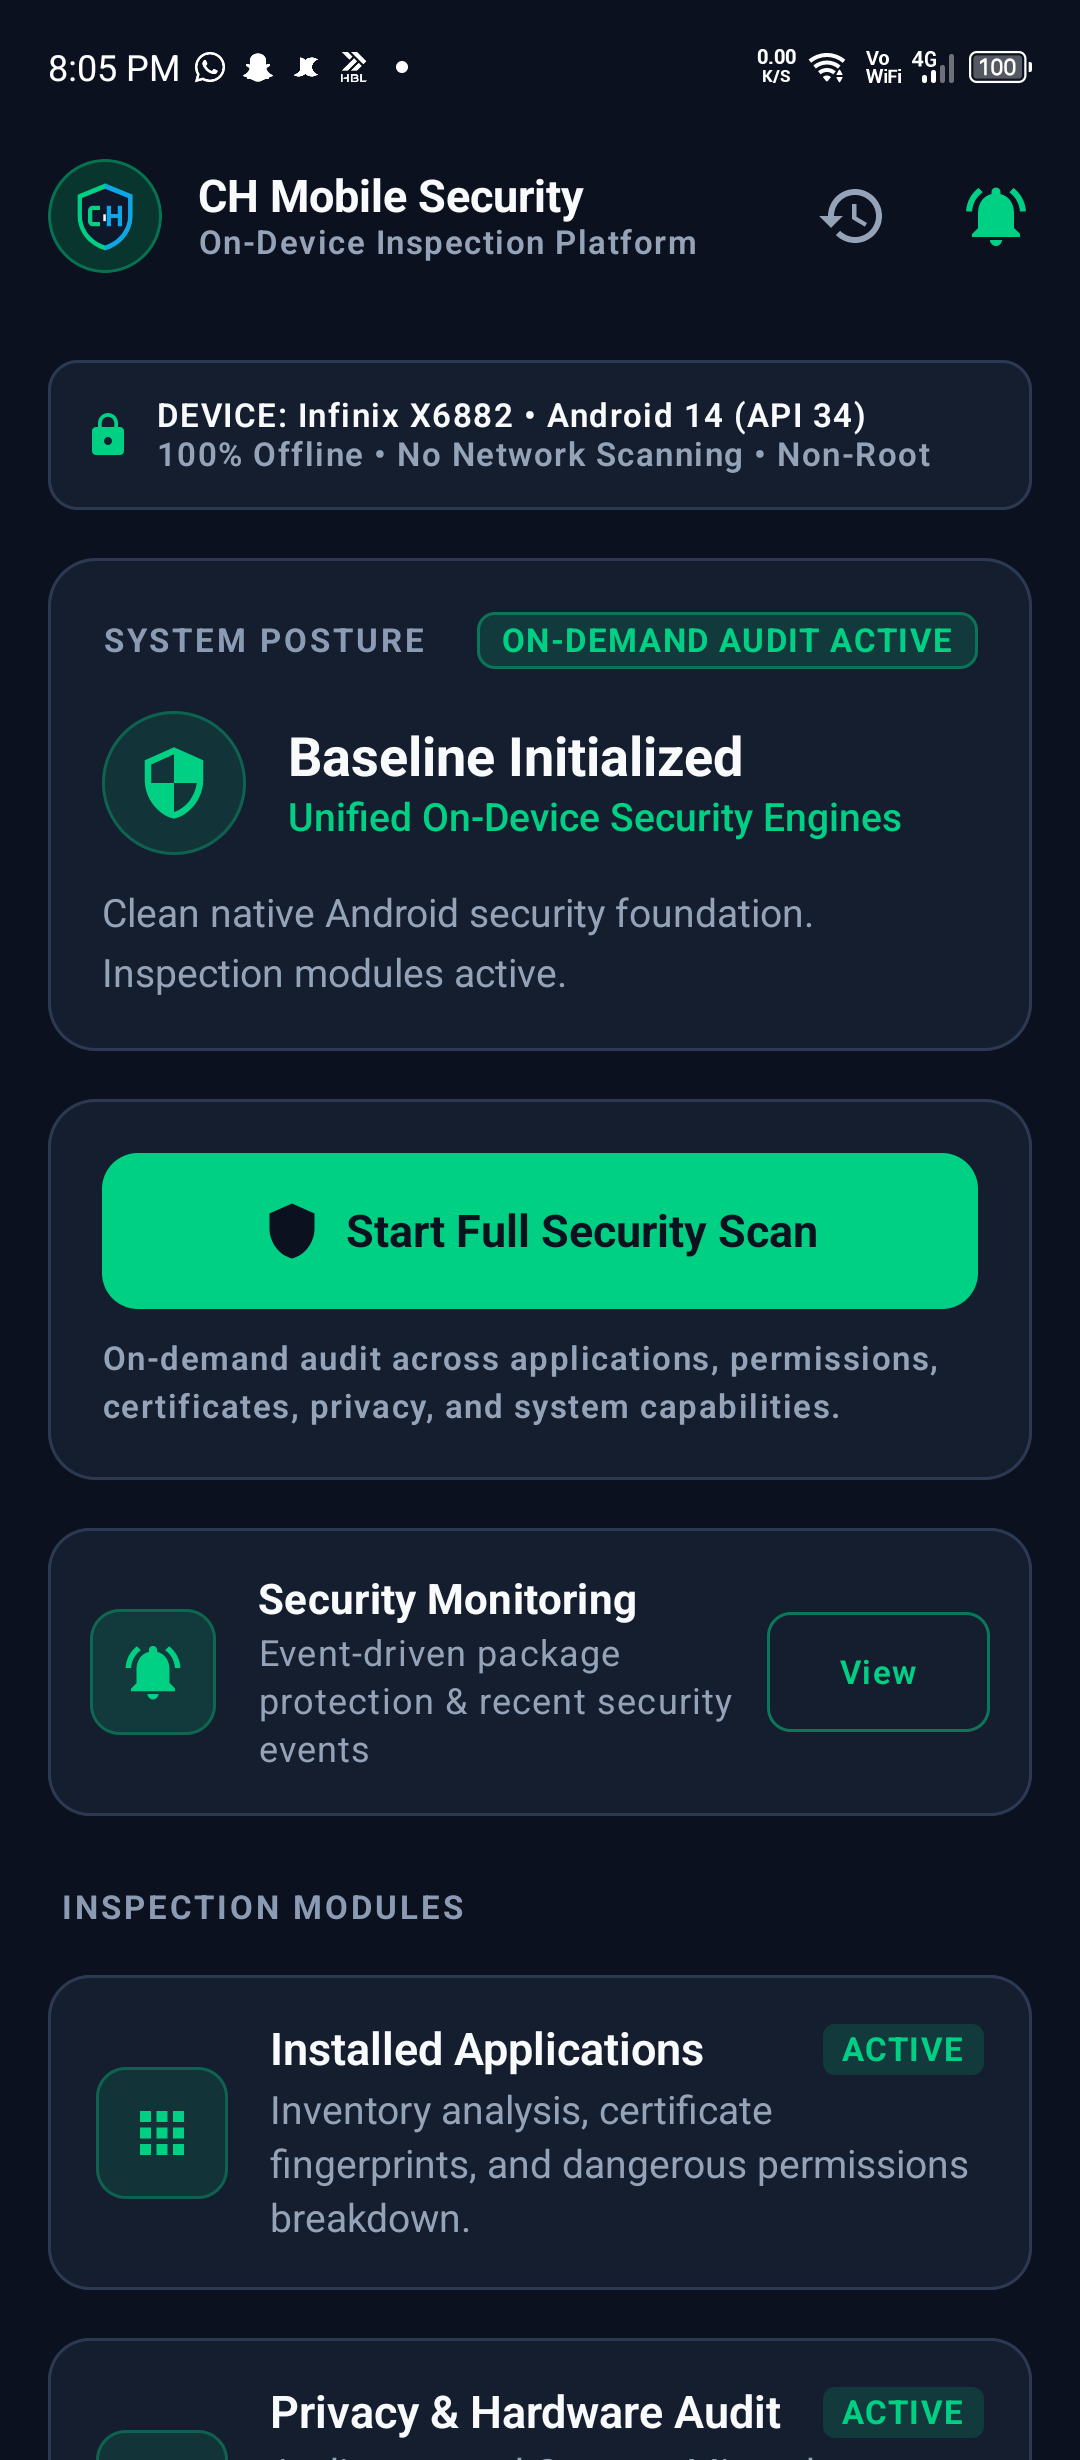 8:05 PM
HBL
0.00
K/S
Vo
WiFi
4G
100
CH
CH Mobile Security
On-Device Inspection Platform
DEVICE: Infinix X6882 • Android 14 (API 34)
100% Offline • No Network Scanning • Non-Root
SYSTEM POSTURE
ON-DEMAND AUDIT ACTIVE
Baseline Initialized
Unified On-Device Security Engines
Clean native Android security foundation.
Inspection modules active.
Start Full Security Scan
On-demand audit across applications, permissions,
certificates, privacy, and system capabilities.
Security Monitoring
Event-driven package
protection & recent security
events
View
INSPECTION MODULES
Installed Applications
ACTIVE
Inventory analysis, certificate
fingerprints, and dangerous permissions
breakdown.
Privacy & Hardware Audit
ACTIVE